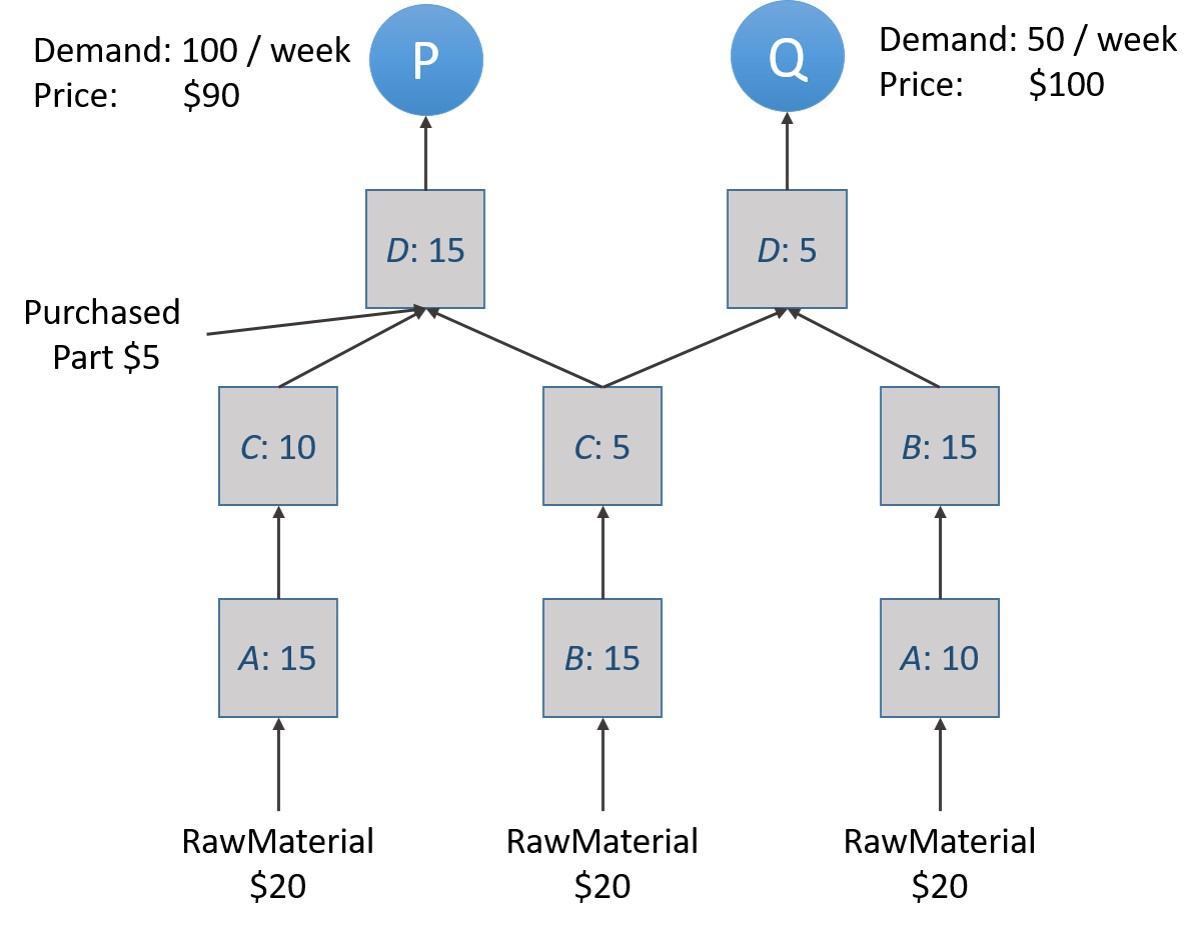 Demand: 100 / week
Price: $90
P
Q
Demand: 50 / week
Price: $100
D: 15
D: 5
Purchased
Part $5
C: 10
C: 5
B: 15
A: 15
B: 15
A: 10
RawMaterial
$20
RawMaterial
$20
RawMaterial
$20